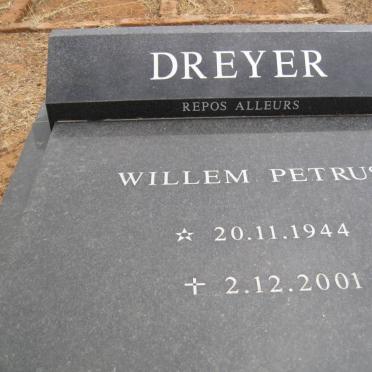 DREYER
REPOS ALLEURS
WILLEM PETRUS
☆ 20.11.1944
✝ 2.12.2001